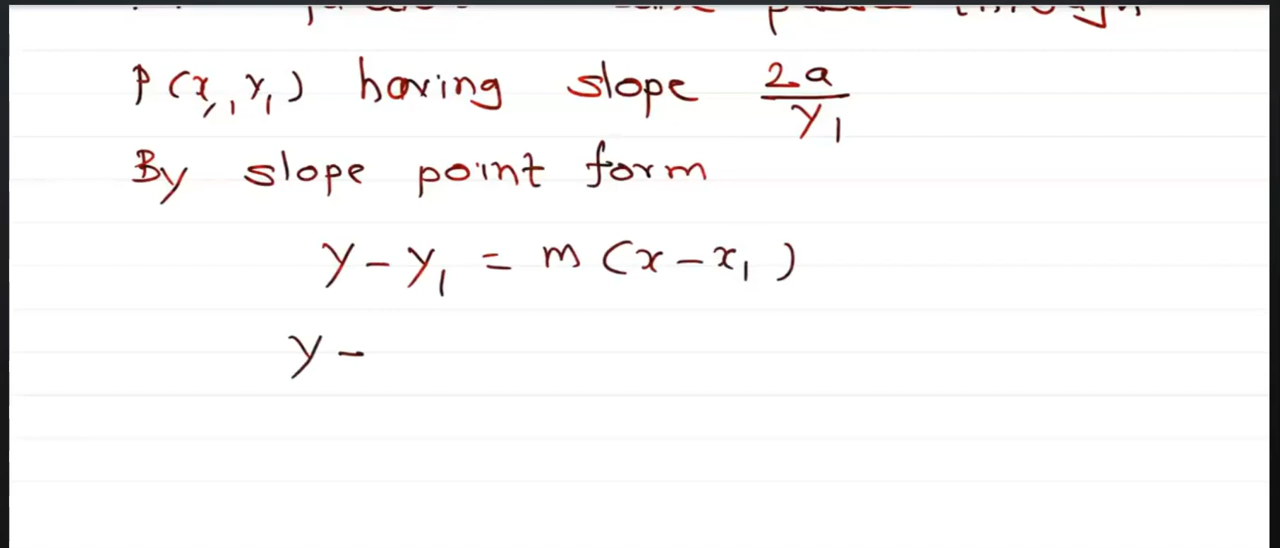 P(x₁, y₁) having slope 2a/y₁
By slope point form
y - y₁ = m (x - x₁)
y -